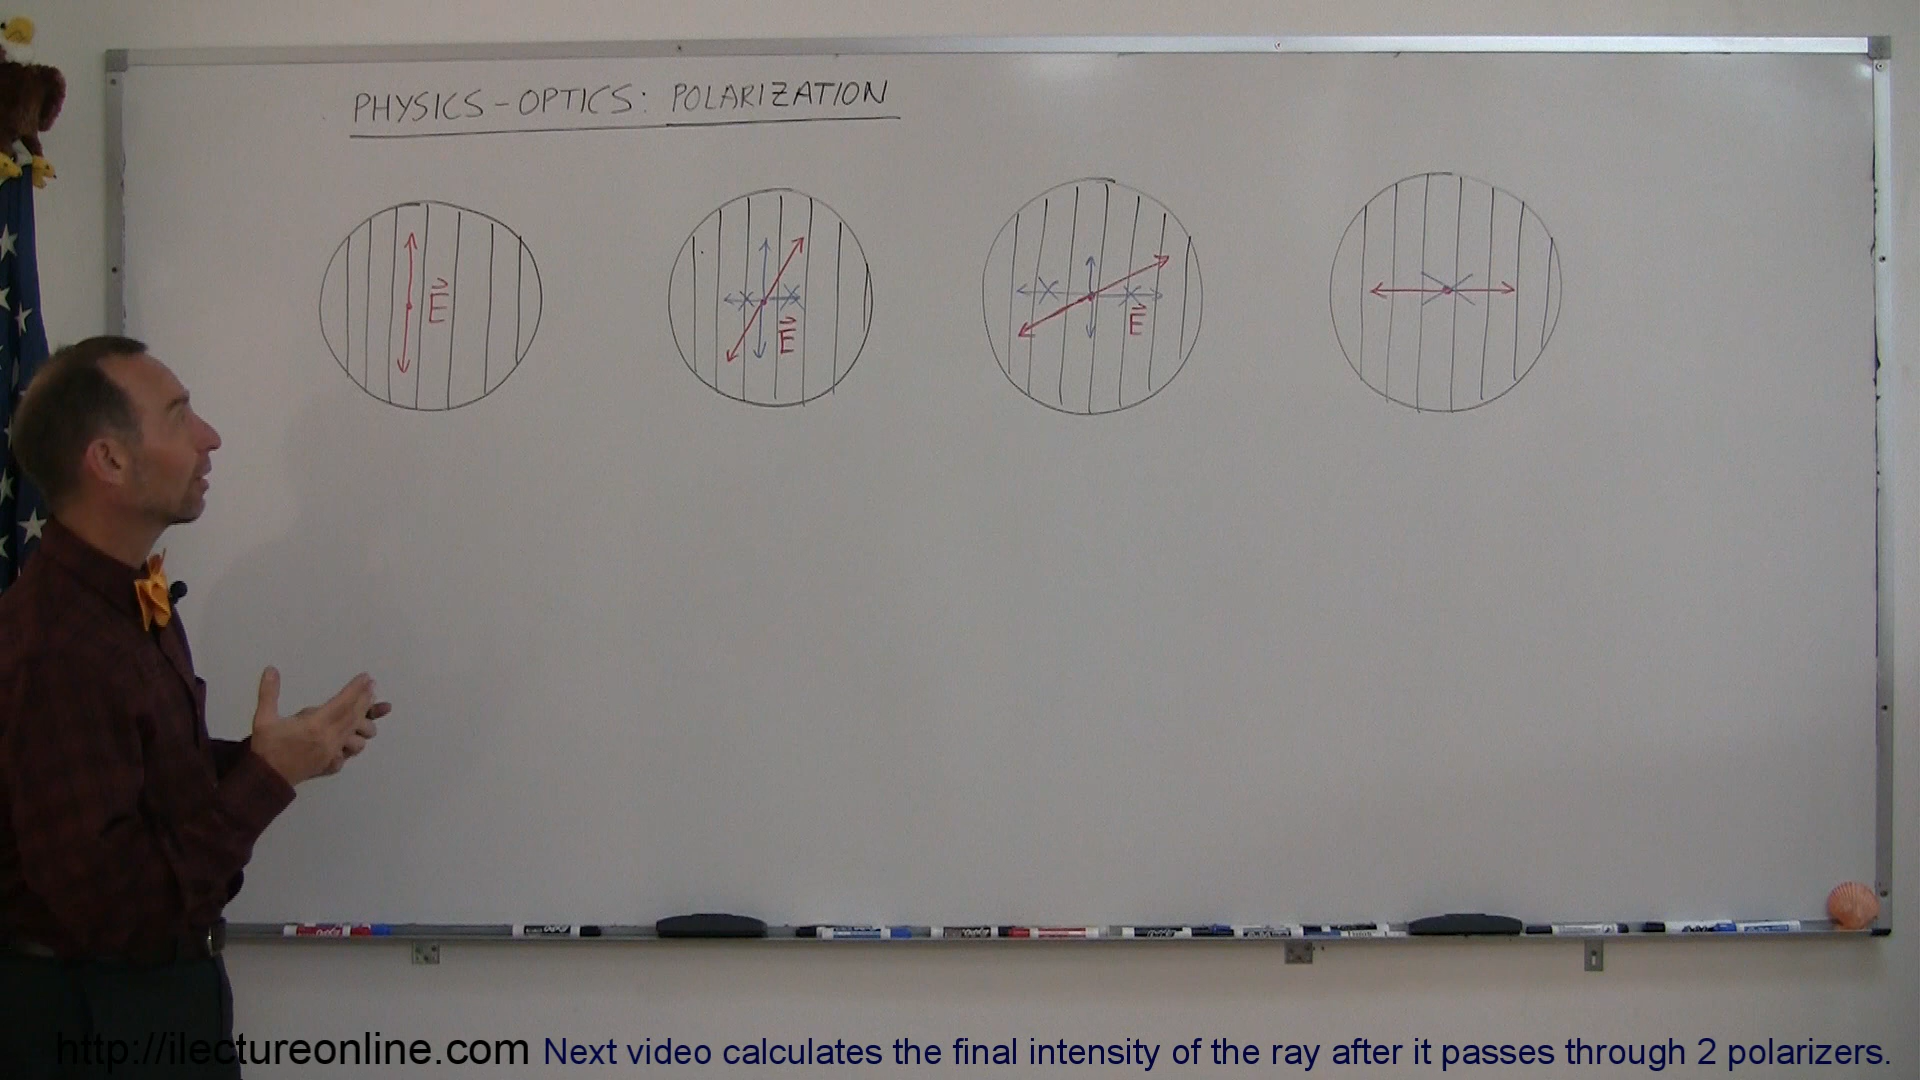 PHYSICS-OPTICS: POLARIZATION
E
E
E
http://ilectureonline.com Next video calculates the final intensity of the ray after it passes through 2 polarizers.